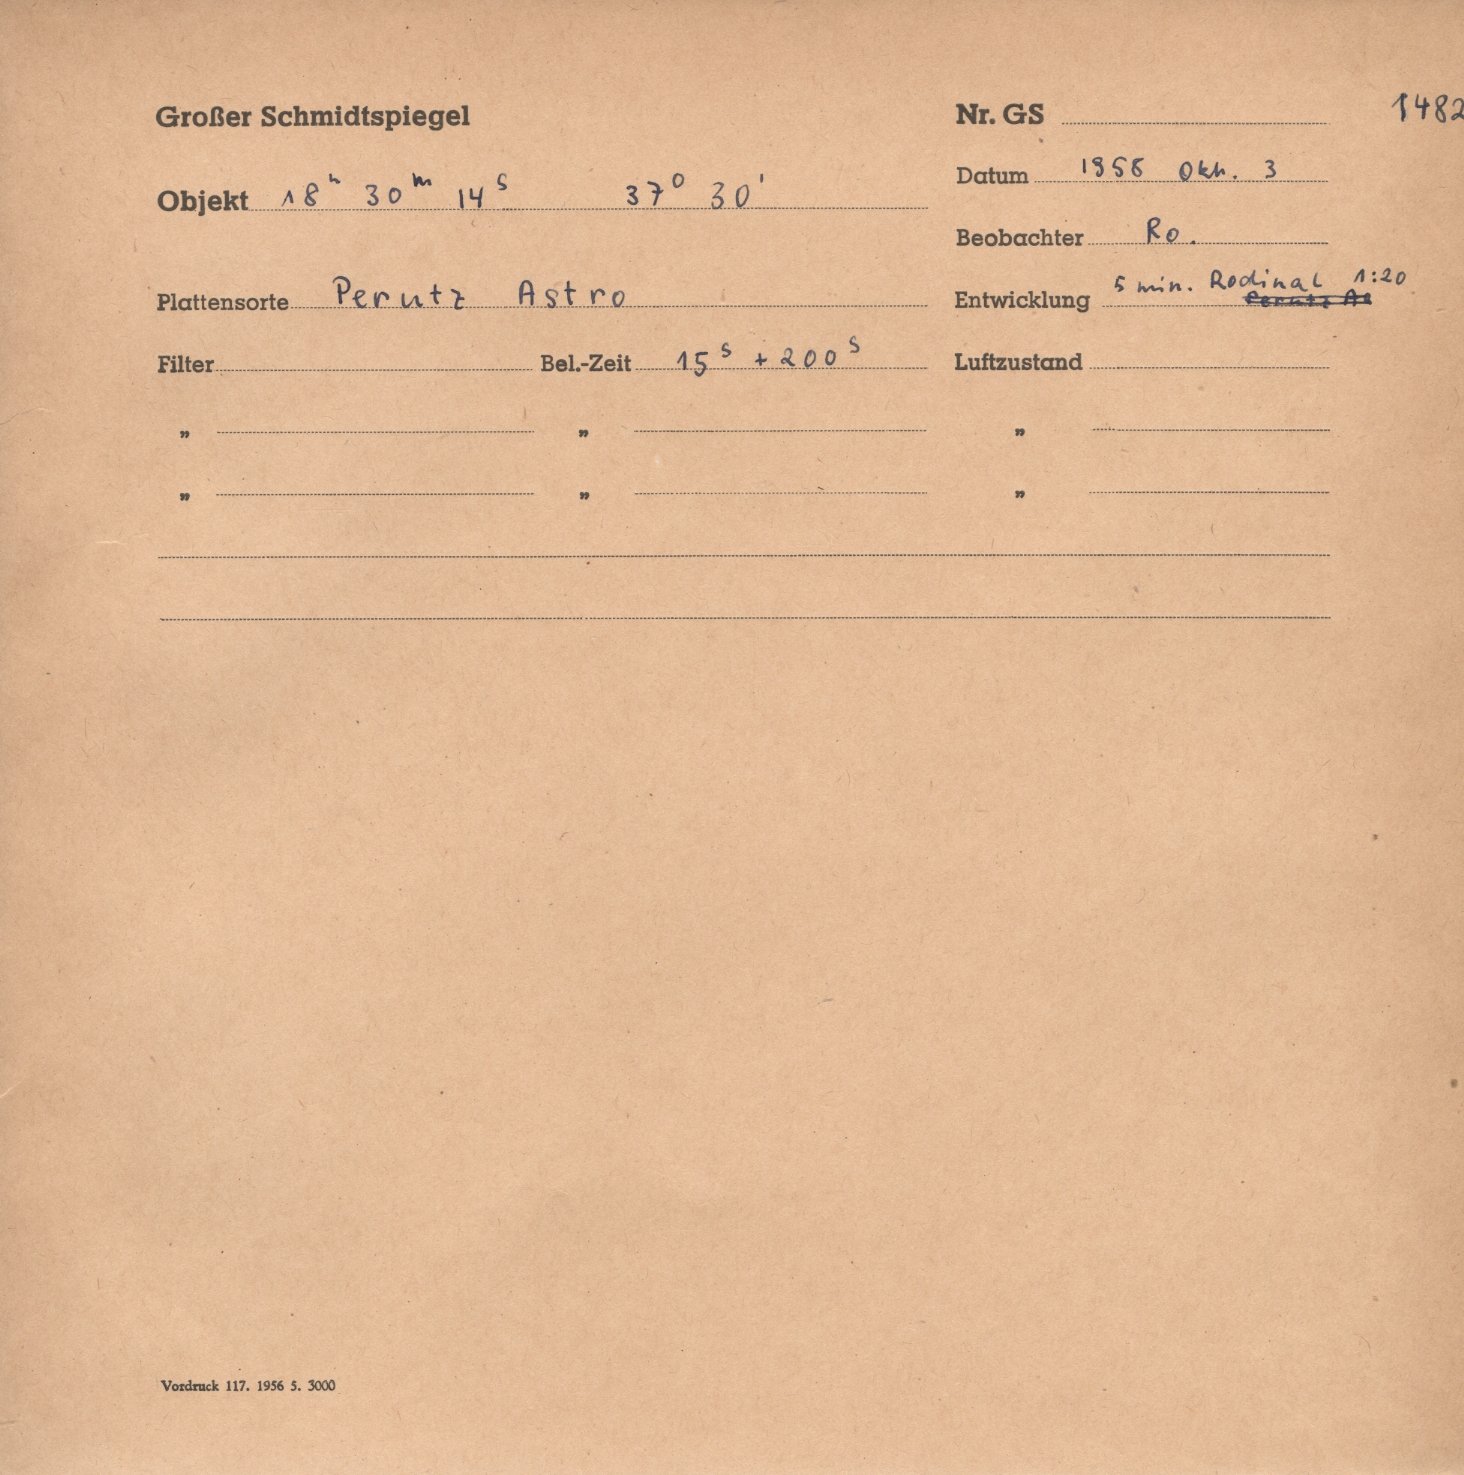 Großer Schmidtspiegel
Nr. GS 1482
Objekt 18h 30m 14s 37° 30'
Datum 1958 Okt. 3
Beobachter Ro.
Plattensorte Perutz Astro
Entwicklung 5 min. Rodinal 1:20
Filter Bel.-Zeit 15s + 200s Luftzustand
" " "
" " "
Vordruck 117. 1956 5. 3000